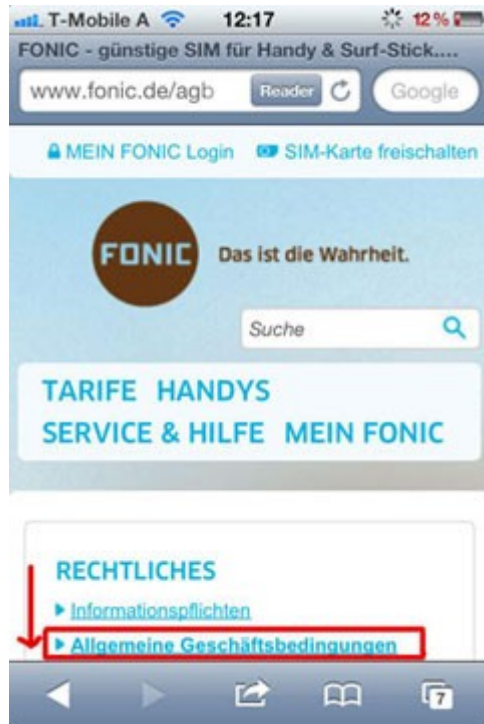 T-Mobile A 12:17 12%
FONIC - günstige SIM für Handy & Surf-Stick....
www.fonic.de/agb Reader Google
MEIN FONIC Login SIM-Karte freischalten
FONIC Das ist die Wahrheit.
Suche
TARIFE HANDYS
SERVICE & HILFE MEIN FONIC
RECHTLICHES
Informationspflichten
Allgemeine Geschäftsbedingungen
7